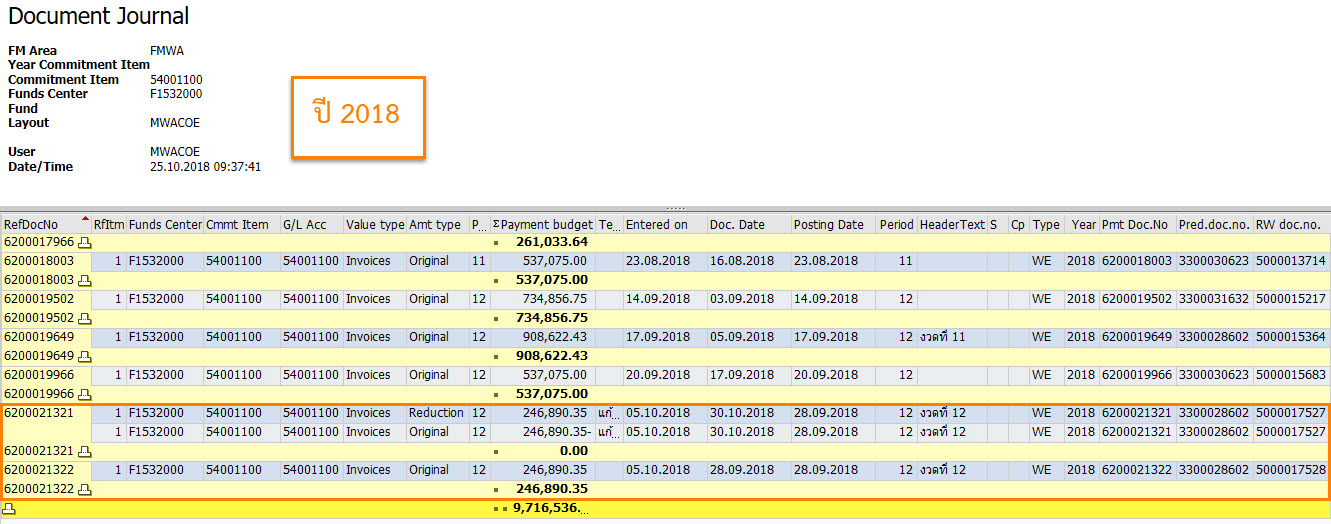 Document Journal
FM Area FMWA
Year Commitment Item
Commitment Item 54001100
Funds Center F1532000
Fund
Layout MWACOE
ปี 2018
User MWACOE
Date/Time 25.10.2018 09:37:41
RefDocNo RfItm Funds Center Cmmt Item G/L Acc Value type Amt type P... ΣPayment budget Te... Entered on Doc. Date Posting Date Period HeaderText S Cp Type Year Pmt Doc.No Pred.doc.no. RW doc.no.
6200017966 261,033.64
6200018003 1 F1532000 54001100 54001100 Invoices Original 11 537,075.00 23.08.2018 16.08.2018 23.08.2018 11 WE 2018 6200018003 3300030623 5000013714
6200018003 537,075.00
6200019502 1 F1532000 54001100 54001100 Invoices Original 12 734,856.75 14.09.2018 03.09.2018 14.09.2018 12 WE 2018 6200019502 3300031632 5000015217
6200019502 734,856.75
6200019649 1 F1532000 54001100 54001100 Invoices Original 12 908,622.43 17.09.2018 05.09.2018 17.09.2018 12 งวดที่ 11 WE 2018 6200019649 3300028602 5000015364
6200019649 908,622.43
6200019966 1 F1532000 54001100 54001100 Invoices Original 12 537,075.00 20.09.2018 17.09.2018 20.09.2018 12 WE 2018 6200019966 3300030623 5000015683
6200019966 537,075.00
6200021321 1 F1532000 54001100 54001100 Invoices Reduction 12 246,890.35 แก้... 05.10.2018 30.10.2018 28.09.2018 12 งวดที่ 12 WE 2018 6200021321 3300028602 5000017527
1 F1532000 54001100 54001100 Invoices Original 12 246,890.35- แก้... 05.10.2018 30.10.2018 28.09.2018 12 งวดที่ 12 WE 2018 6200021321 3300028602 5000017527
6200021321 0.00
6200021322 1 F1532000 54001100 54001100 Invoices Original 12 246,890.35 05.10.2018 28.09.2018 28.09.2018 12 งวดที่ 12 WE 2018 6200021322 3300028602 5000017528
6200021322 246,890.35
9,716,536....